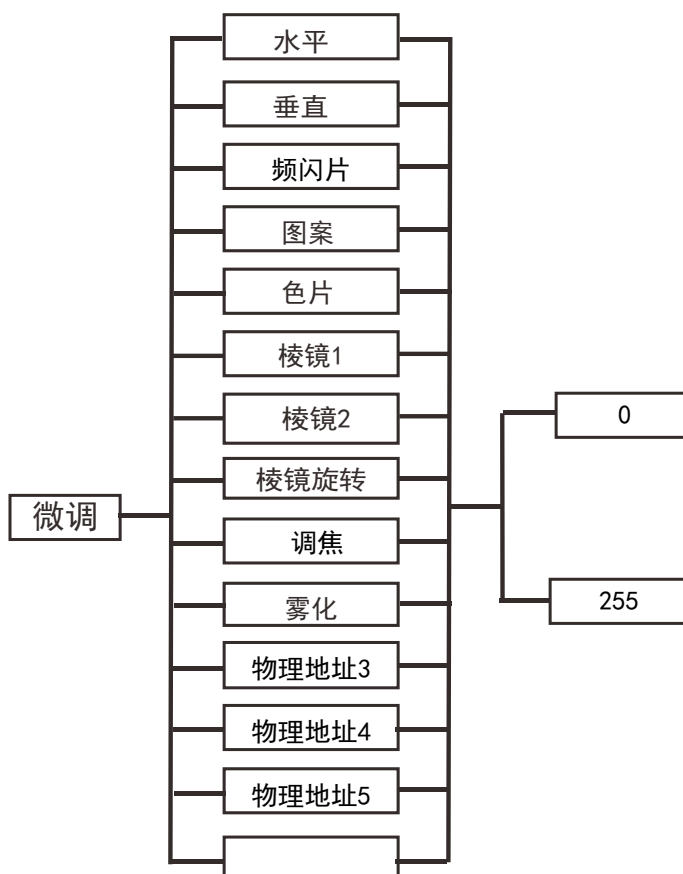 水平
垂直
频闪片
图案
色片
棱镜1
棱镜2
棱镜旋转
微调
调焦
雾化
物理地址3
物理地址4
物理地址5
0
255